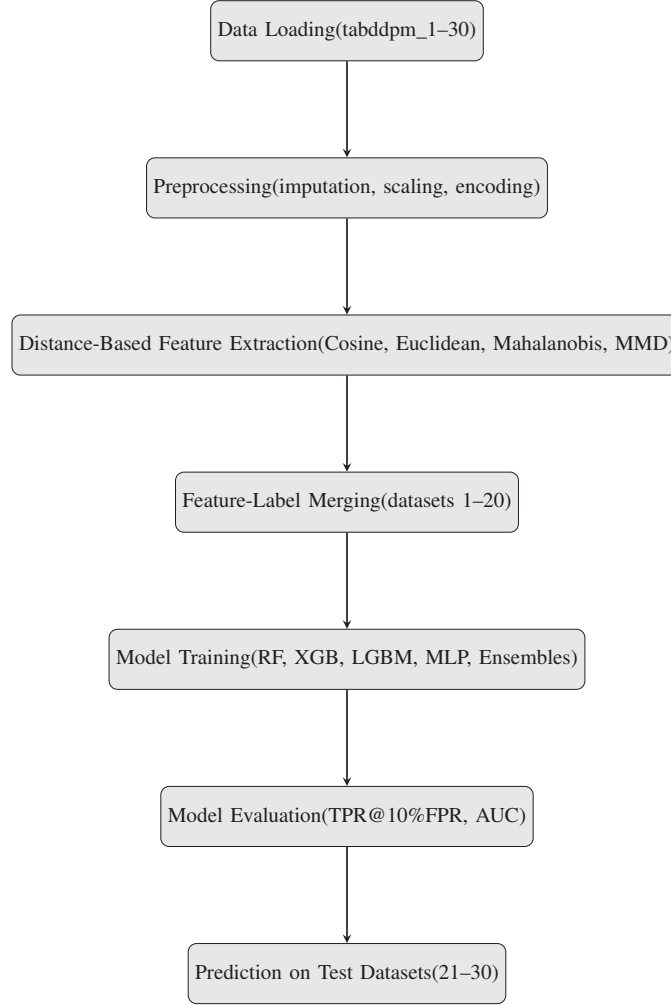 Data Loading(tabddpm_1–30)
Preprocessing(imputation, scaling, encoding)
Distance-Based Feature Extraction(Cosine, Euclidean, Mahalanobis, MMD)
Feature-Label Merging(datasets 1–20)
Model Training(RF, XGB, LGBM, MLP, Ensembles)
Model Evaluation(TPR@10%FPR, AUC)
Prediction on Test Datasets(21–30)